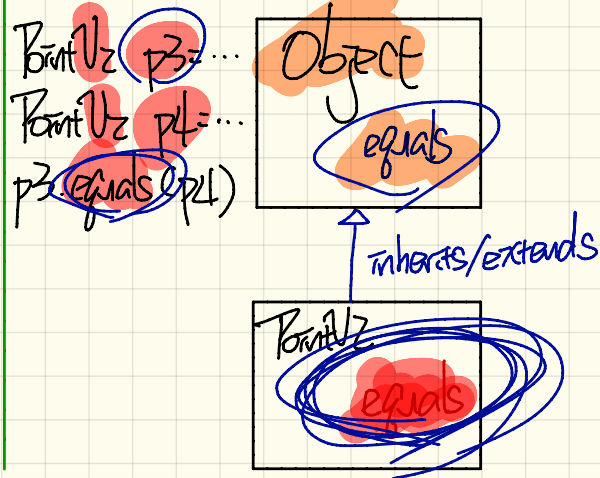 PointV2 p3 = ...
PointV2 p4 = ...
p3.equals(p4)
Object
equals
inherits/extends
PointV2
equals